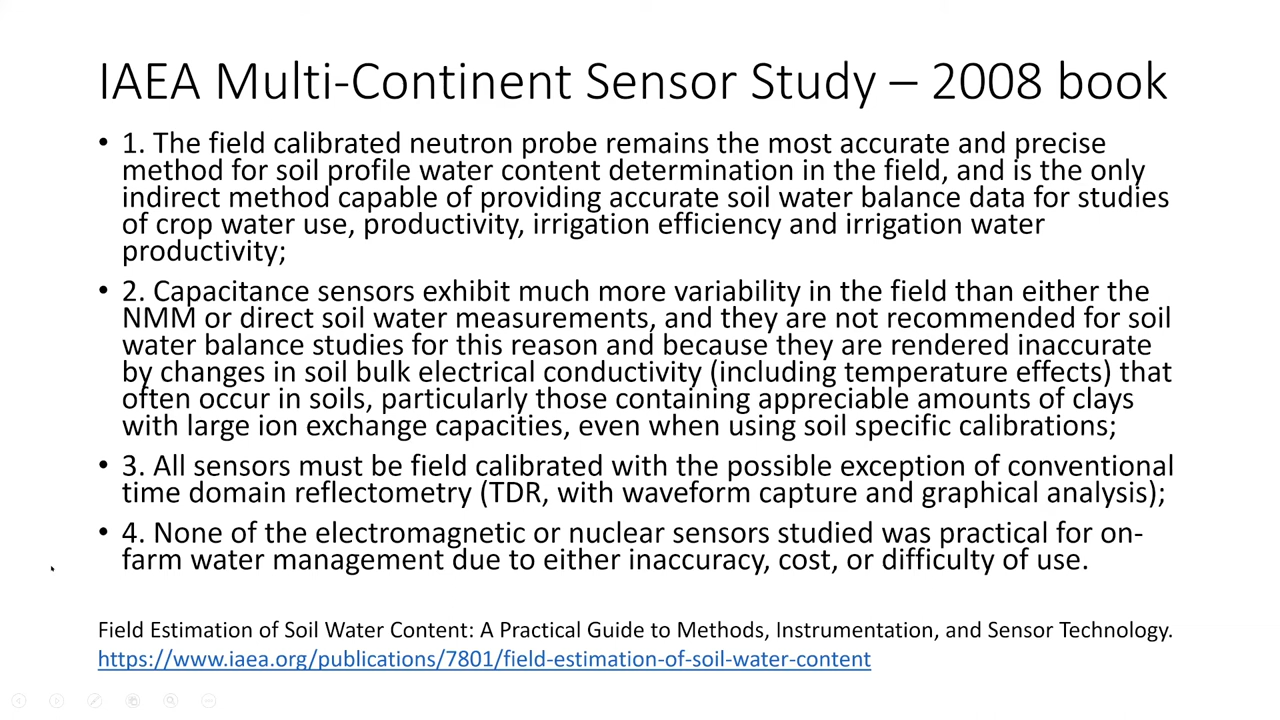 IAEA Multi-Continent Sensor Study – 2008 book
• 1. The field calibrated neutron probe remains the most accurate and precise
method for soil profile water content determination in the field, and is the only
indirect method capable of providing accurate soil water balance data for studies
of crop water use, productivity, irrigation efficiency and irrigation water
productivity;
• 2. Capacitance sensors exhibit much more variability in the field than either the
NMM or direct soil water measurements, and they are not recommended for soil
water balance studies for this reason and because they are rendered inaccurate
by changes in soil bulk electrical conductivity (including temperature effects) that
often occur in soils, particularly those containing appreciable amounts of clays
with large ion exchange capacities, even when using soil specific calibrations;
• 3. All sensors must be field calibrated with the possible exception of conventional
time domain reflectometry (TDR, with waveform capture and graphical analysis);
• 4. None of the electromagnetic or nuclear sensors studied was practical for on-
farm water management due to either inaccuracy, cost, or difficulty of use.
Field Estimation of Soil Water Content: A Practical Guide to Methods, Instrumentation, and Sensor Technology.
https://www.iaea.org/publications/7801/field-estimation-of-soil-water-content